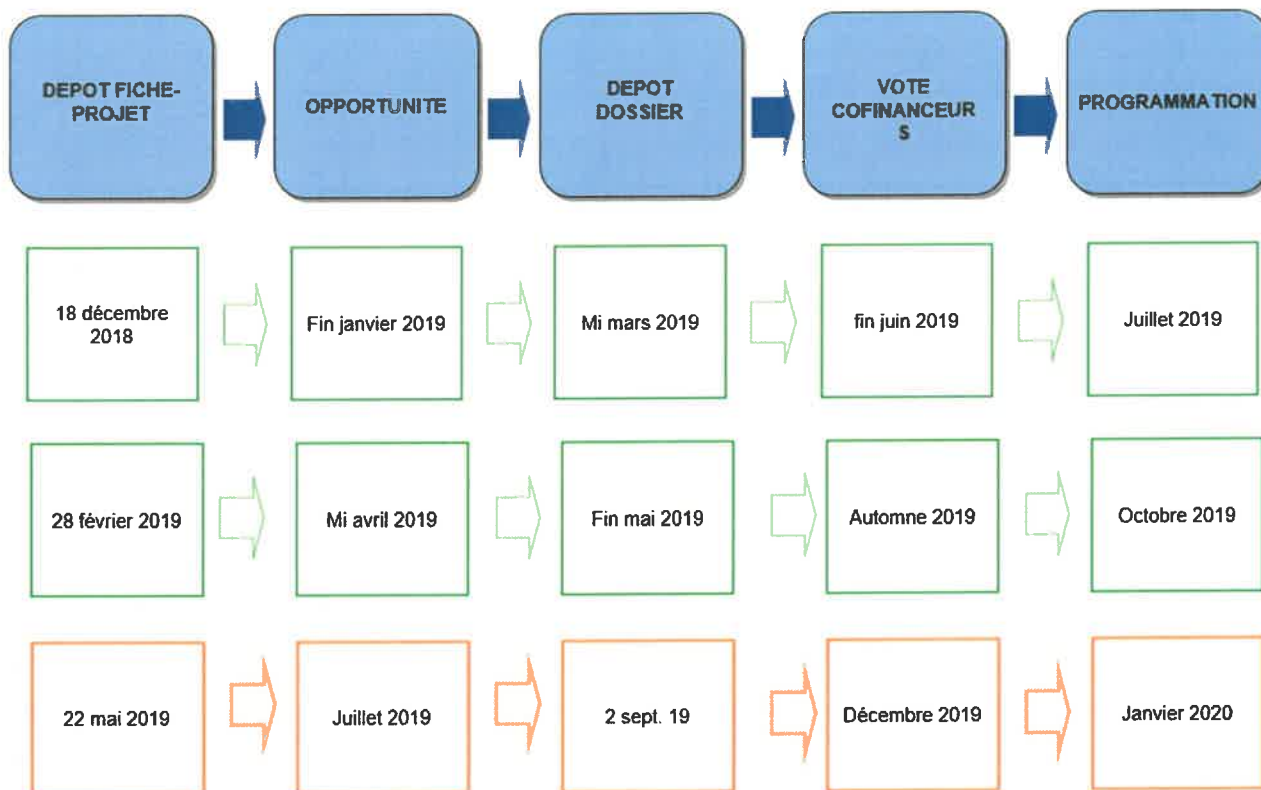 DEPOT FICHE-
PROJET
OPPORTUNITE
DEPOT
DOSSIER
VOTE
COFINANCEUR
S
PROGRAMMATION
18 décembre
2018
Fin janvier 2019
Mi mars 2019
fin juin 2019
Juillet 2019
28 février 2019
Mi avril 2019
Fin mai 2019
Automne 2019
Octobre 2019
22 mai 2019
Juillet 2019
2 sept. 19
Décembre 2019
Janvier 2020